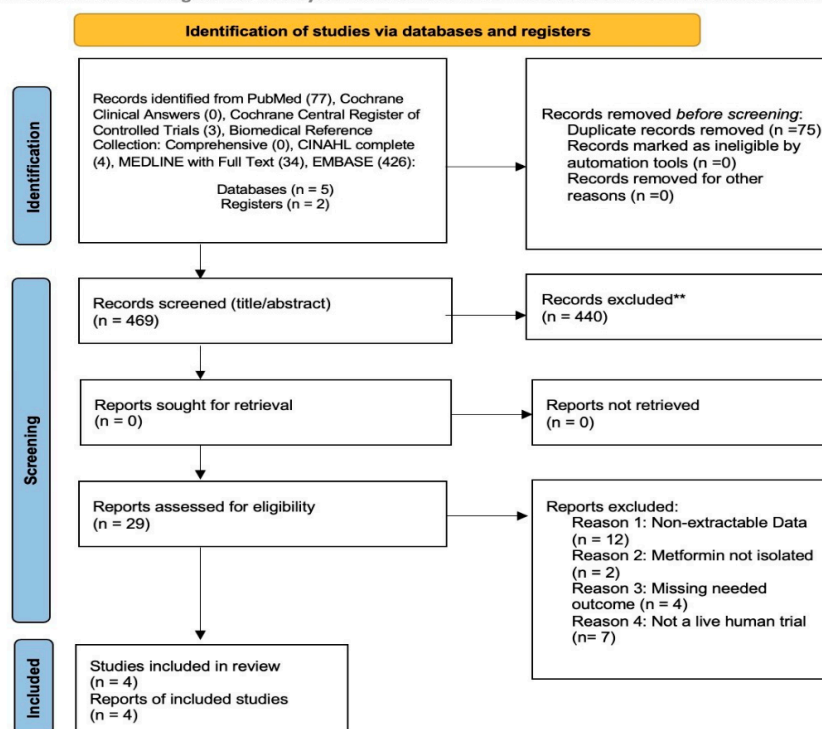 Identification of studies via databases and registers
Identification
Records identified from PubMed (77), Cochrane
Clinical Answers (0), Cochrane Central Register of
Controlled Trials (3), Biomedical Reference
Collection: Comprehensive (0), CINAHL complete
(4), MEDLINE with Full Text (34), EMBASE (426):
Databases (n = 5)
Registers (n = 2)
Records removed before screening:
Duplicate records removed (n =75)
Records marked as ineligible by
automation tools (n =0)
Records removed for other
reasons (n =0)
Screening
Records screened (title/abstract)
(n = 469)
Records excluded**
(n = 440)
Reports sought for retrieval
(n = 0)
Reports not retrieved
(n = 0)
Reports assessed for eligibility
(n = 29)
Reports excluded:
Reason 1: Non-extractable Data
(n = 12)
Reason 2: Metformin not isolated
(n = 2)
Reason 3: Missing needed
outcome (n = 4)
Reason 4: Not a live human trial
(n= 7)
Included
Studies included in review
(n = 4)
Reports of included studies
(n = 4)